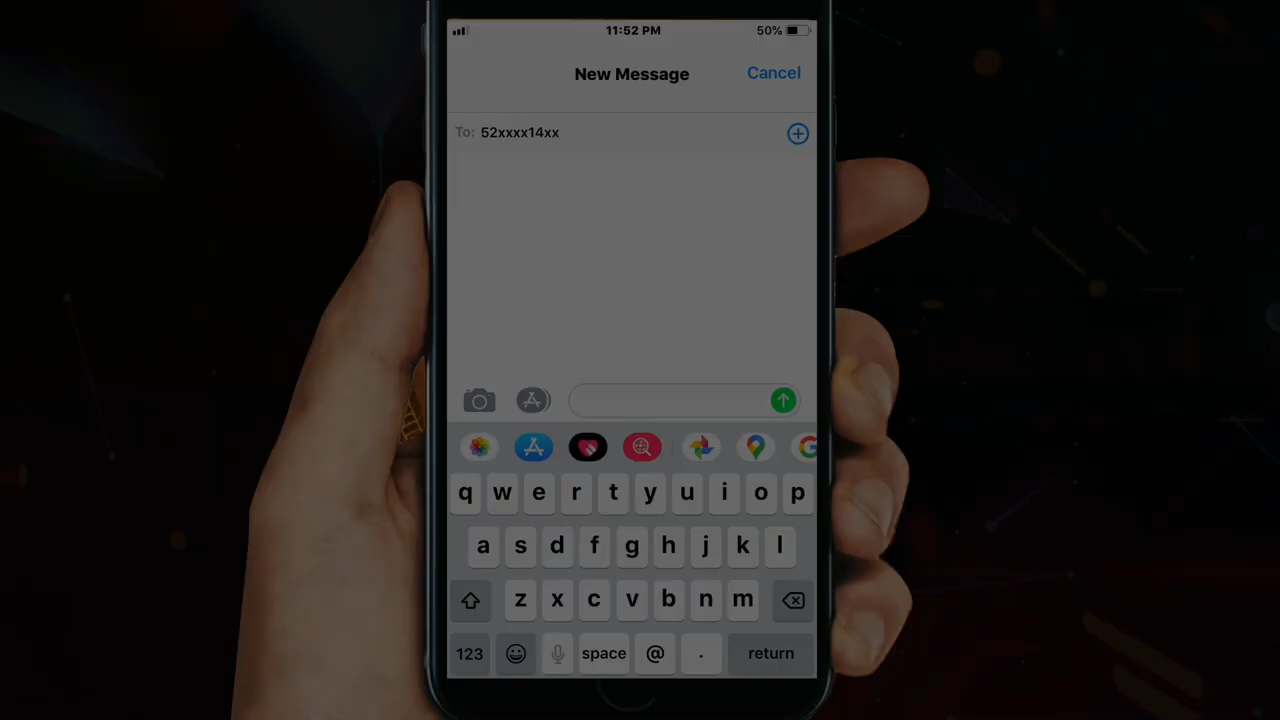 11:52 PM 50%
New Message Cancel
To: 52xxxx14xx
q w e r t y u i o p
a s d f g h j k l
z x c v b n m
123 space @ . return